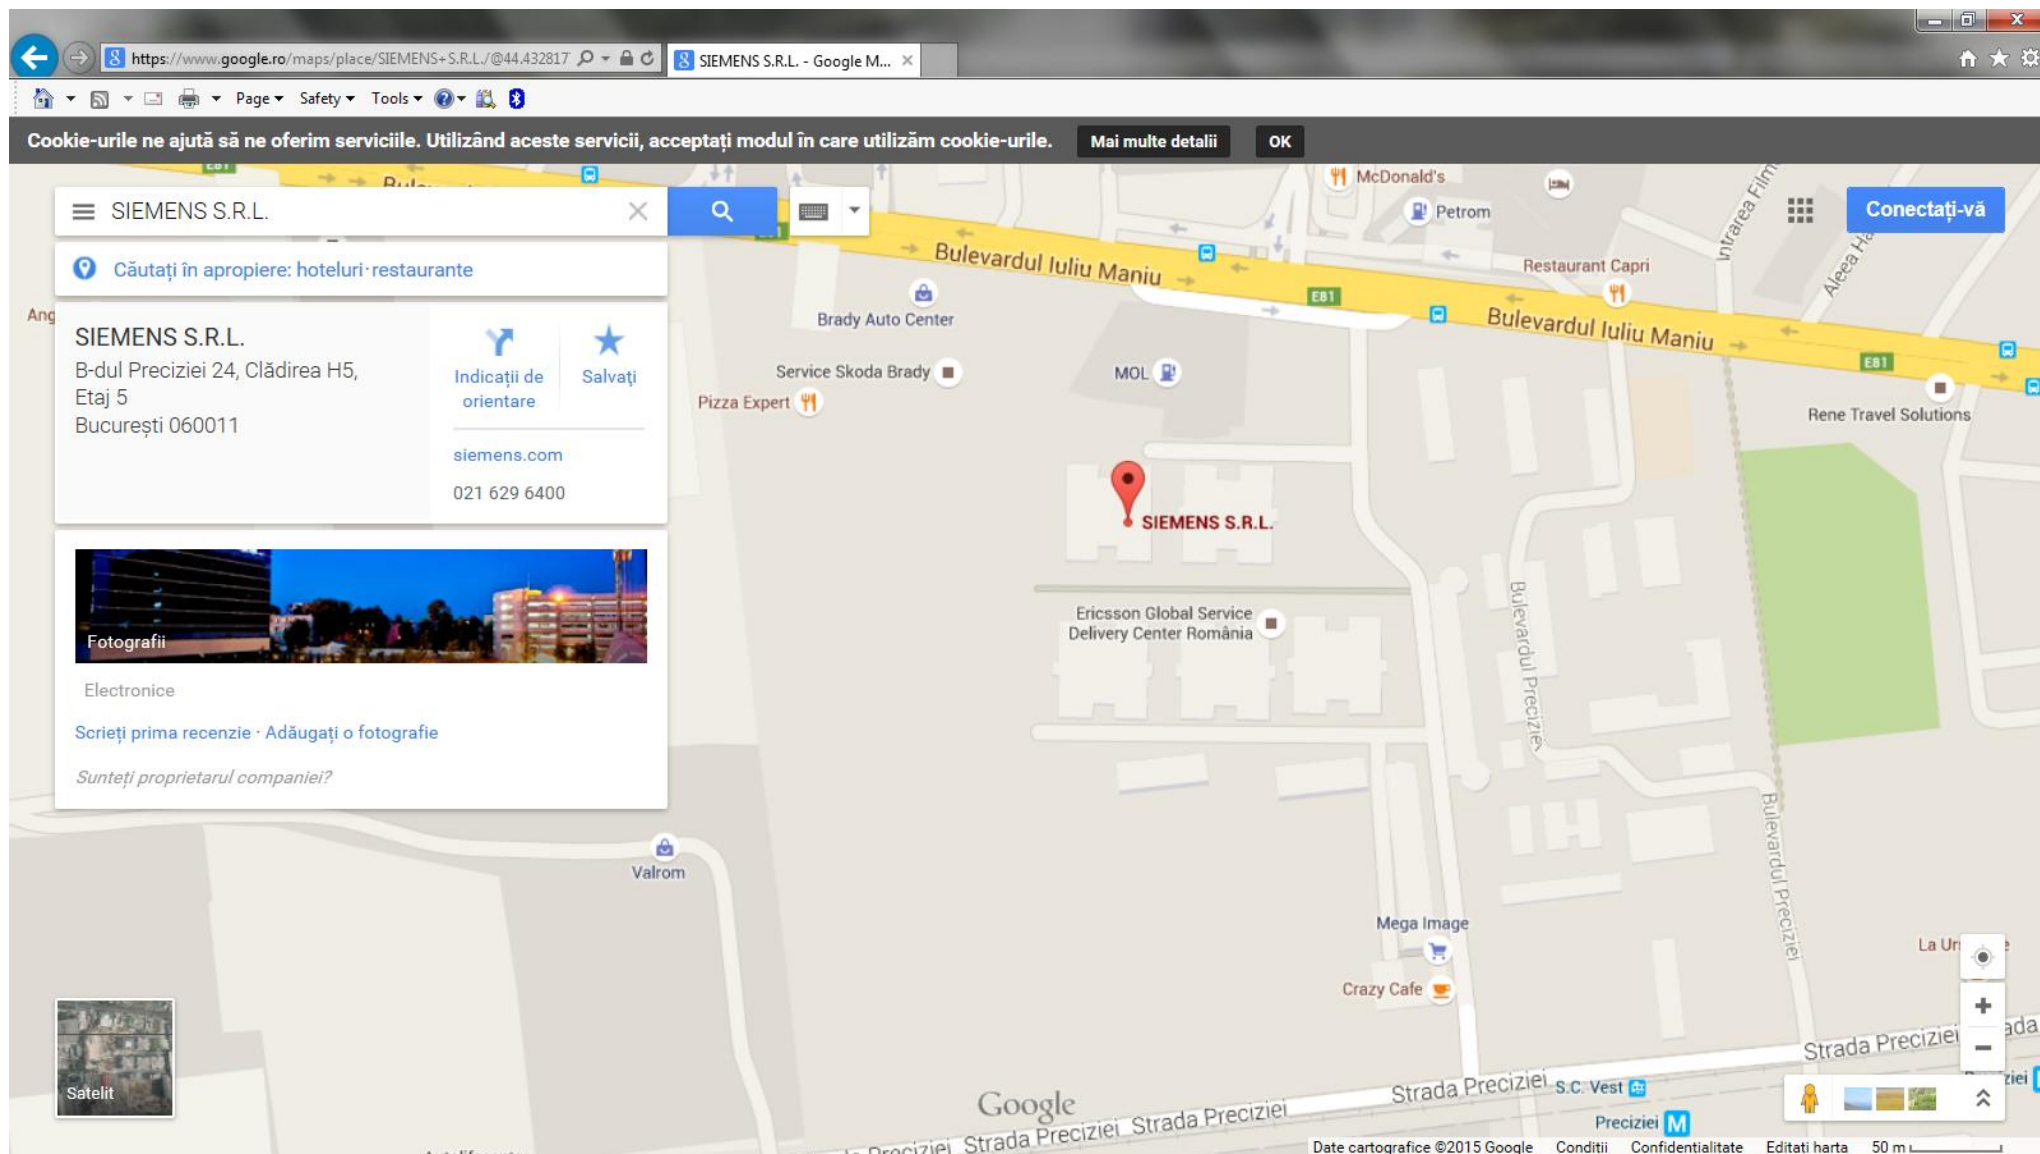 https://www.google.ro/maps/place/SIEMENS+S.R.L./@44.432817
SIEMENS S.R.L. - Google M...
Page
Safety
Tools
Cookie-urile ne ajută să ne oferim serviciile. Utilizând aceste servicii, acceptați modul în care utilizăm cookie-urile.
Mai multe detalii
OK
SIEMENS S.R.L.
Conectați-vă
Căutați în apropiere: hoteluri·restaurante
SIEMENS S.R.L.
B-dul Preciziei 24, Clădirea H5,
Etaj 5
București 060011
Indicații de
orientare
Salvați
siemens.com
021 629 6400
Fotografii
Electronice
Scrieți prima recenzie · Adăugați o fotografie
Sunteți proprietarul companiei?
E81
McDonald's
Petrom
Intrarea Film
Aleea Ha
Bulevardul Iuliu Maniu
Restaurant Capri
E81
Bulevardul Iuliu Maniu
E81
Brady Auto Center
Service Skoda Brady
MOL
Pizza Expert
Rene Travel Solutions
SIEMENS S.R.L.
Ericsson Global Service
Delivery Center România
Bulevardul Preciziei
Bulevardul Preciziei
Valrom
Mega Image
Crazy Cafe
La Ur
Satelit
Google
Strada Preciziei
Strada Preciziei
Strada Preciziei
Strada Preciziei
S.C. Vest
Preciziei M
Date cartografice ©2015 Google
Condiții
Confidențialitate
Editați harta
50 m